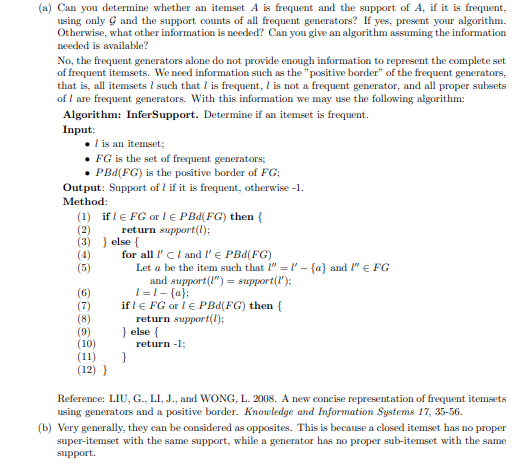 (a) Can you determine whether an itemset A is frequent and the support of A, if it is frequent,
using only G and the support counts of all frequent generators? If yes, present your algorithm.
Otherwise, what other information is needed? Can you give an algorithm assuming the information
needed is available?
No, the frequent generators alone do not provide enough information to represent the complete set
of frequent itemsets. We need information such as the "positive border" of the frequent generators,
that is, all itemsets l such that l is frequent, l is not a frequent generator, and all proper subsets
of l are frequent generators. With this information we may use the following algorithm:
Algorithm: InferSupport. Determine if an itemset is frequent.
Input:
• l is an itemset;
• FG is the set of frequent generators;
• PBd(FG) is the positive border of FG;
Output: Support of l if it is frequent, otherwise -1.
Method:
(1) if l ∈ FG or l ∈ PBd(FG) then {
(2) return support(l);
(3) } else {
(4) for all l' ⊂ l and l' ∈ PBd(FG)
(5) Let a be the item such that l'' = l' − {a} and l'' ∈ FG
and support(l'') = support(l');
(6) l = l − {a};
(7) if l ∈ FG or l ∈ PBd(FG) then {
(8) return support(l);
(9) } else {
(10) return -1;
(11) }
(12) }
Reference: LIU, G., LI, J., and WONG, L. 2008. A new concise representation of frequent itemsets
using generators and a positive border. Knowledge and Information Systems 17, 35-56.
(b) Very generally, they can be considered as opposites. This is because a closed itemset has no proper
super-itemset with the same support, while a generator has no proper sub-itemset with the same
support.